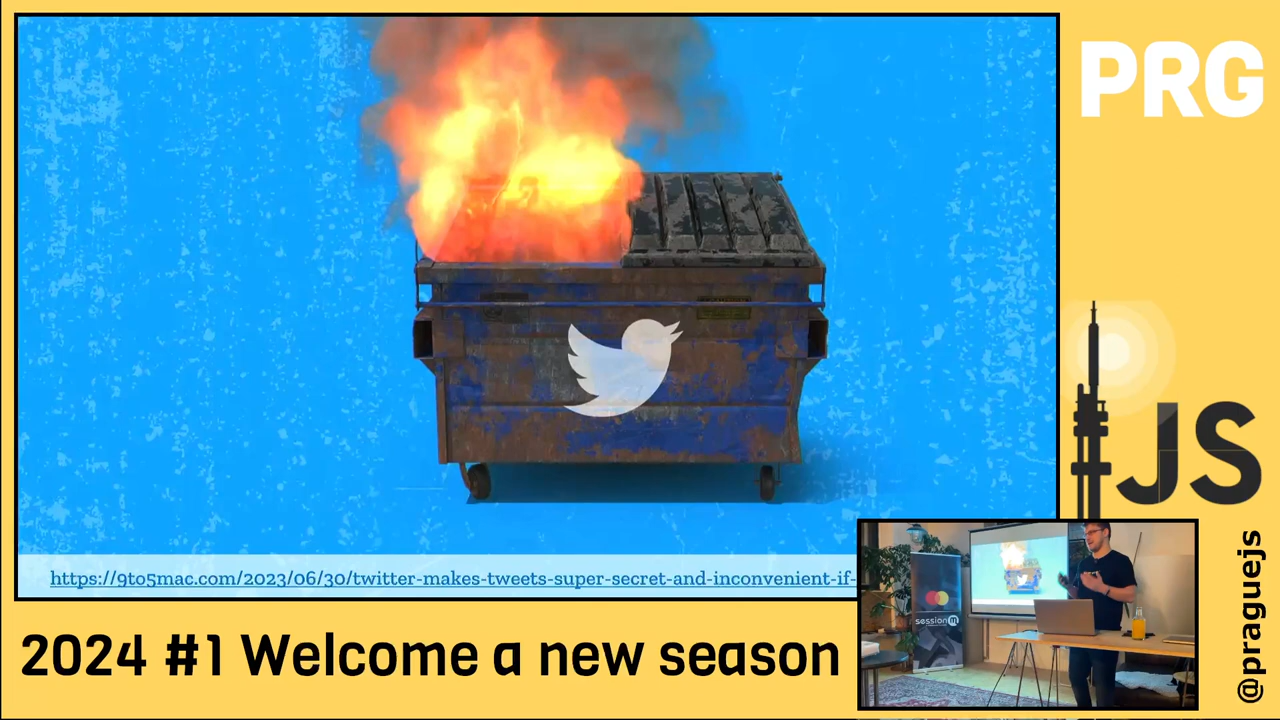 PRG
JS
https://9to5mac.com/2023/06/30/twitter-makes-tweets-super-secret-and-inconvenient-if-
session m
2024 #1 Welcome a new season
@praguejs